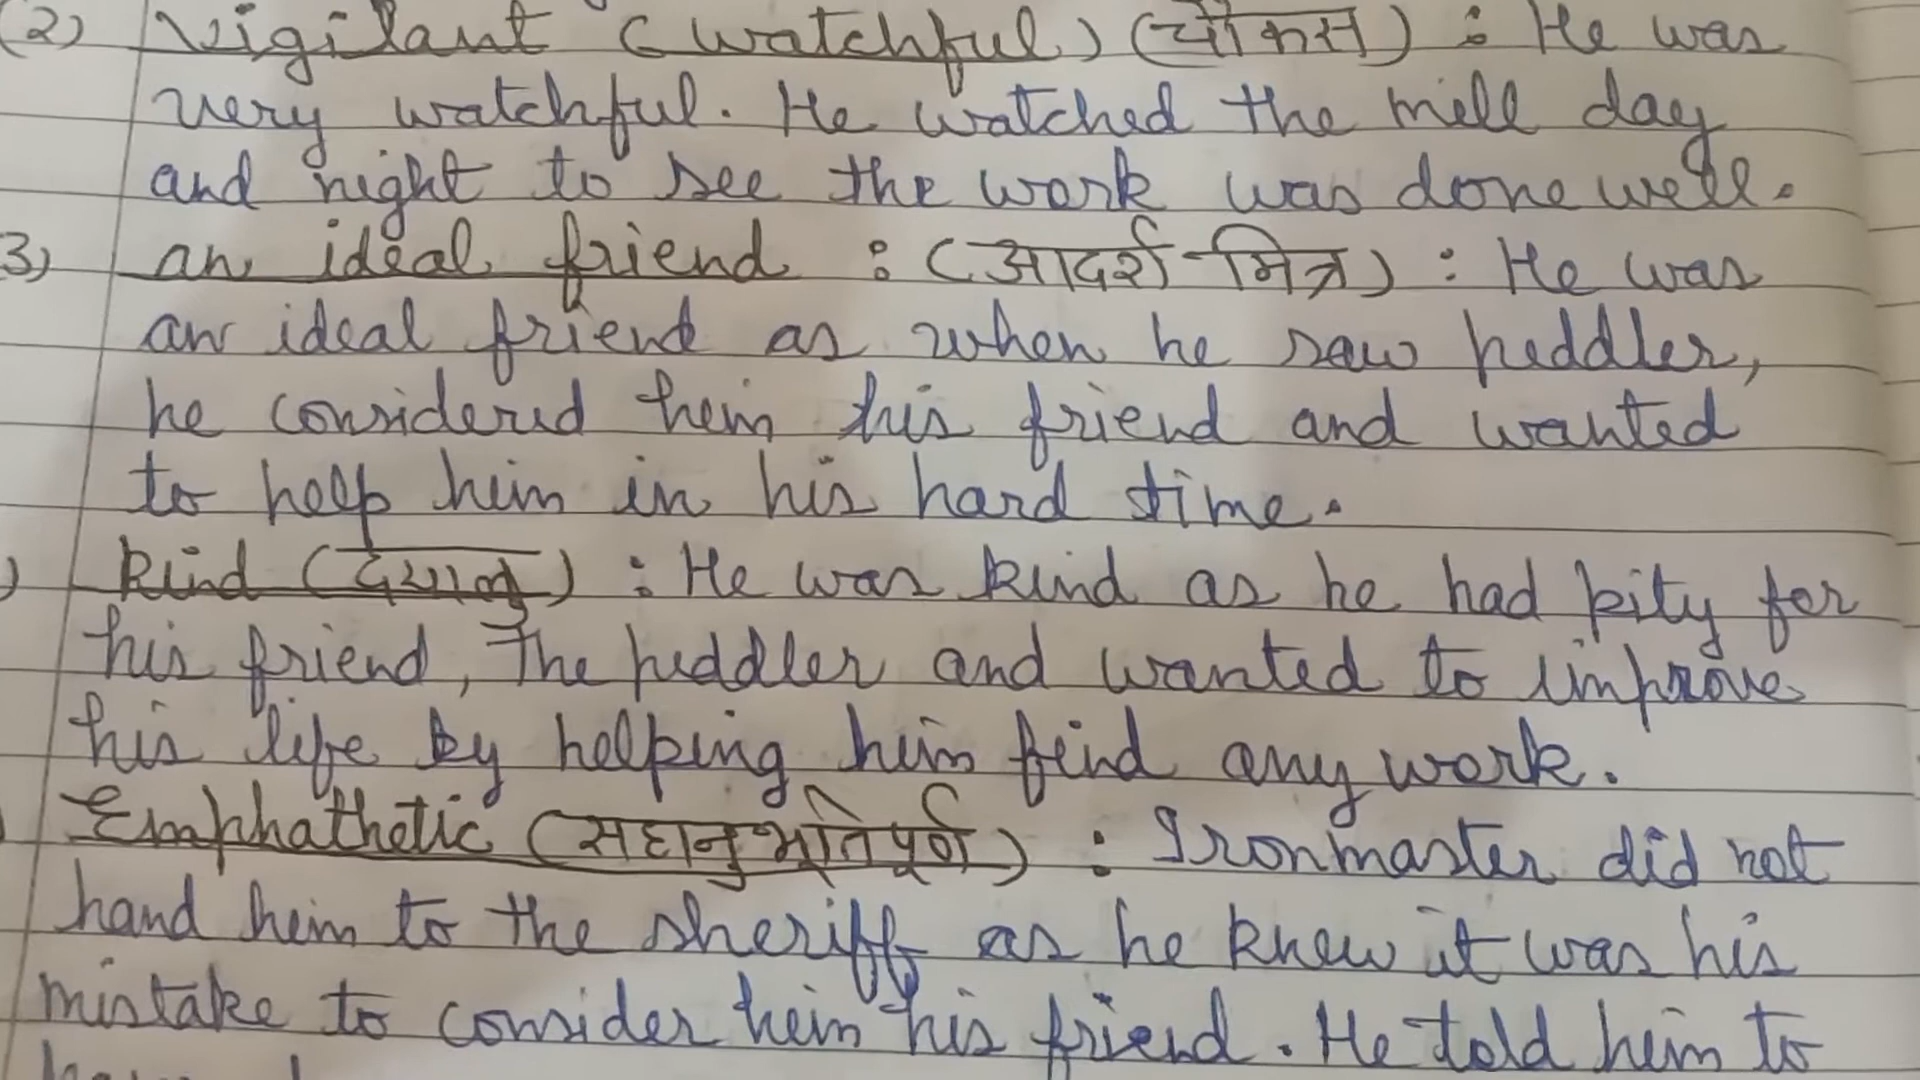 (2) Vigilant (watchful) (चौकस) : He was
very watchful. He watched the mill day
and night to see the work was done well.
3) an ideal friend : (आदर्श मित्र) : He was
an ideal friend as when he saw peddler,
he considered them his friend and wanted
to help him in his hard time.
) Kind (दयालु) : He was kind as he had pity for
his friend, The peddler and wanted to improve
his life by helping him find any work.
Emphathetic (सहानुभूतिपूर्ण) : Ironmaster did not
hand him to the sheriff as he knew it was his
mistake to consider him his friend. He told him to